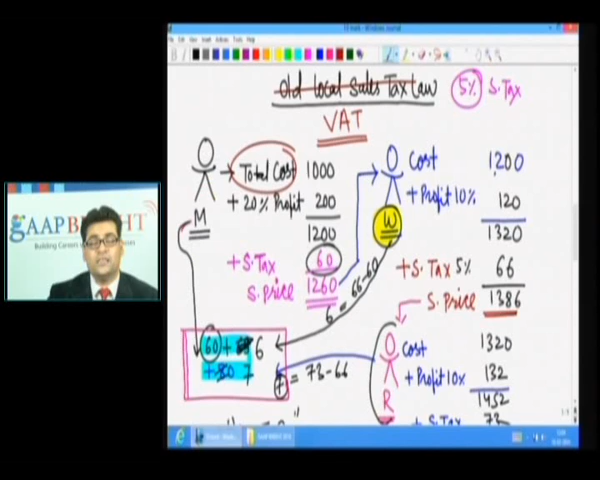 old Local Sales Tax Law
5% S.Tax
VAT
Total Cost 1000
+ 20% Profit 200
1200
M
+ S.Tax 60
S.Price 1260
Cost 1200
+ Profit 10% 120
1320
W
+ S.Tax 5% 66
S.Price 1386
6 = 66-60
60 + 6
7
7 = 73-66
Cost 1320
+ Profit 10% 132
1452
R
+ S.Tax 73
gAAPBRIGHT
Building Careers